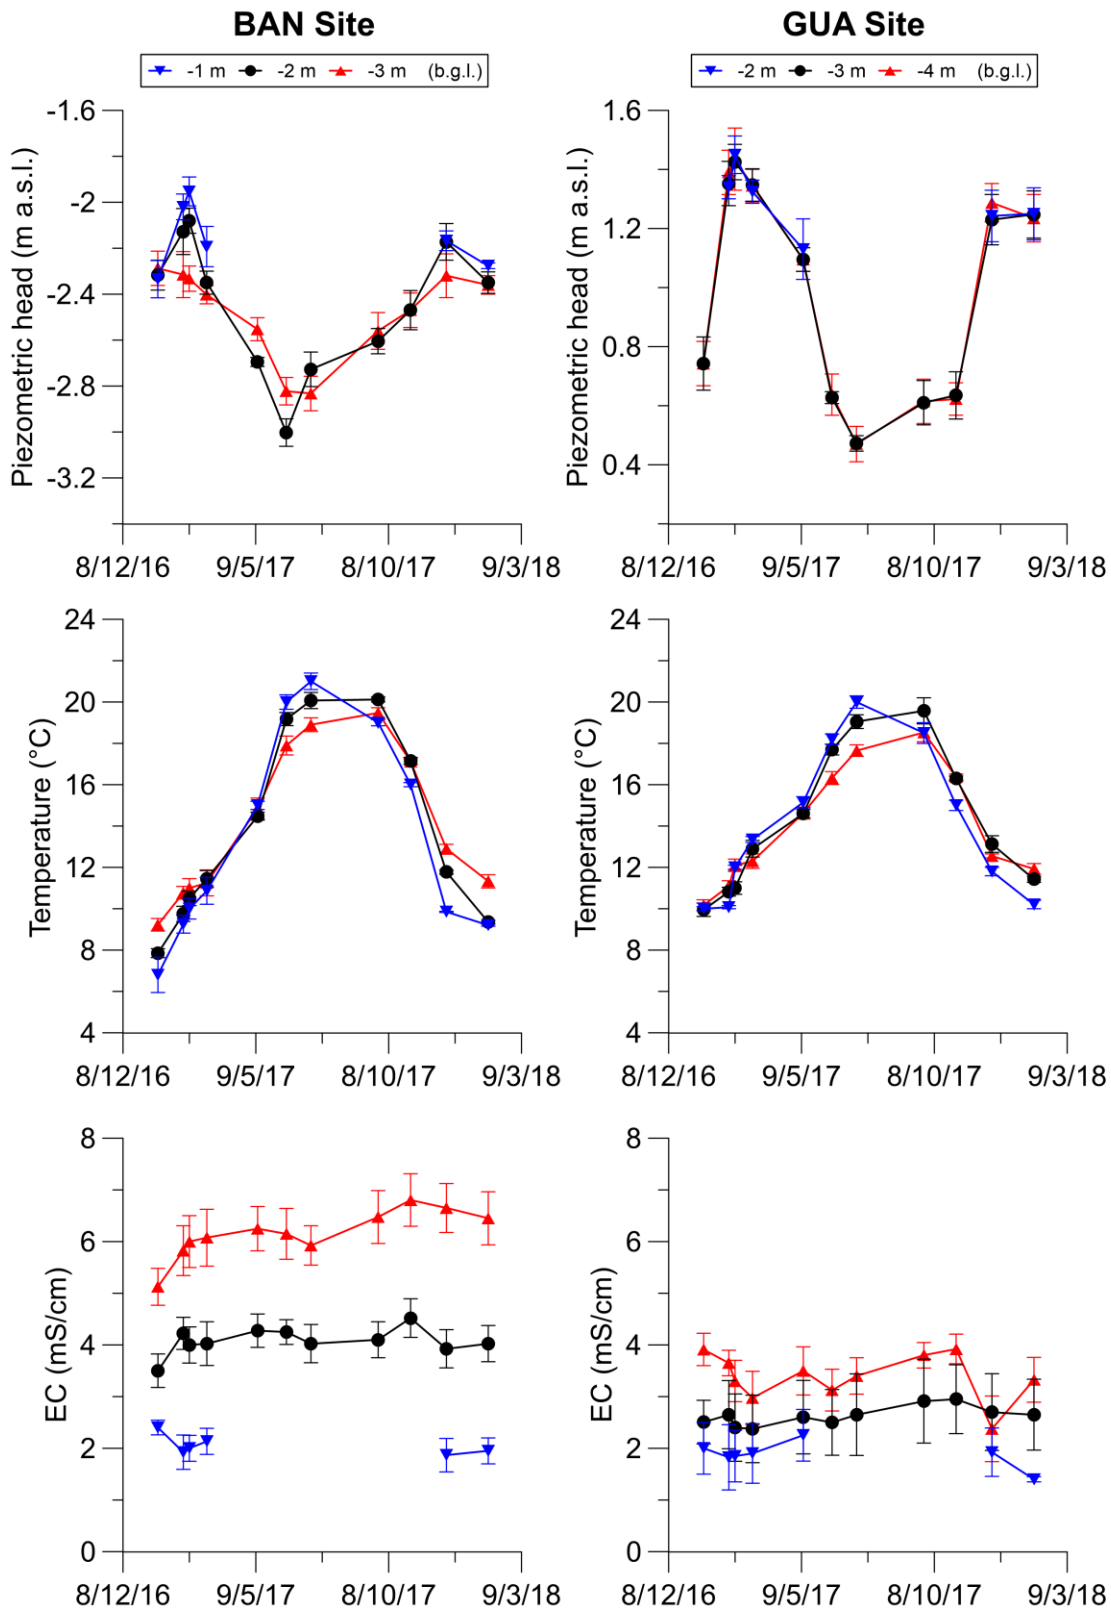 BAN Site
GUA Site
-1 m -2 m -3 m (b.g.l.)
-2 m -3 m -4 m (b.g.l.)
Piezometric head (m a.s.l.)
-1.6
-2
-2.4
-2.8
-3.2
8/12/16 9/5/17 8/10/17 9/3/18
Piezometric head (m a.s.l.)
1.6
1.2
0.8
0.4
8/12/16 9/5/17 8/10/17 9/3/18
Temperature (°C)
24
20
16
12
8
4
8/12/16 9/5/17 8/10/17 9/3/18
Temperature (°C)
24
20
16
12
8
4
8/12/16 9/5/17 8/10/17 9/3/18
EC (mS/cm)
8
6
4
2
0
8/12/16 9/5/17 8/10/17 9/3/18
EC (mS/cm)
8
6
4
2
0
8/12/16 9/5/17 8/10/17 9/3/18